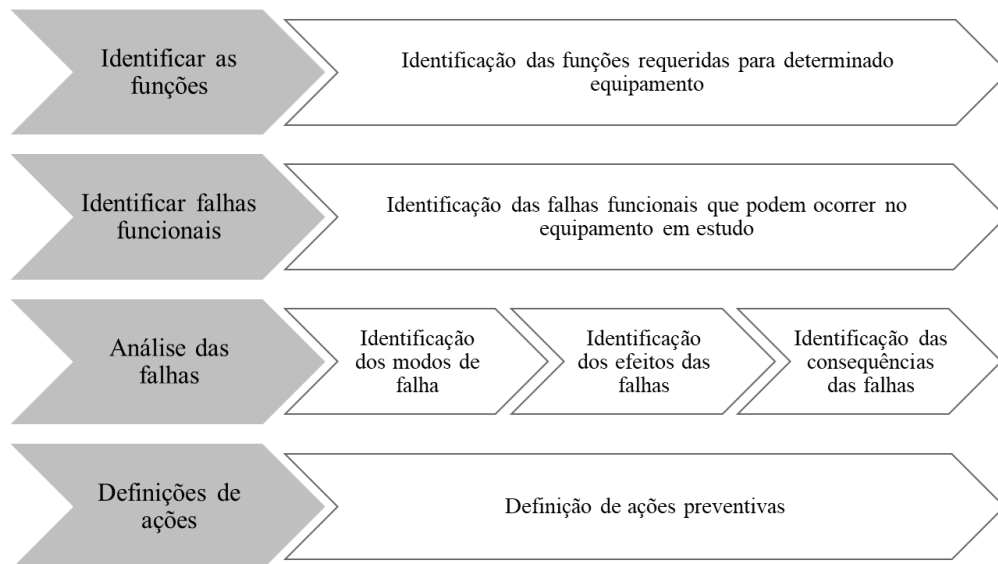 Identificar as
funções
Identificação das funções requeridas para determinado
equipamento
Identificar falhas
funcionais
Identificação das falhas funcionais que podem ocorrer no
equipamento em estudo
Análise das
falhas
Identificação
dos modos de
falha
Identificação
dos efeitos das
falhas
Identificação das
consequências
das falhas
Definições de
ações
Definição de ações preventivas